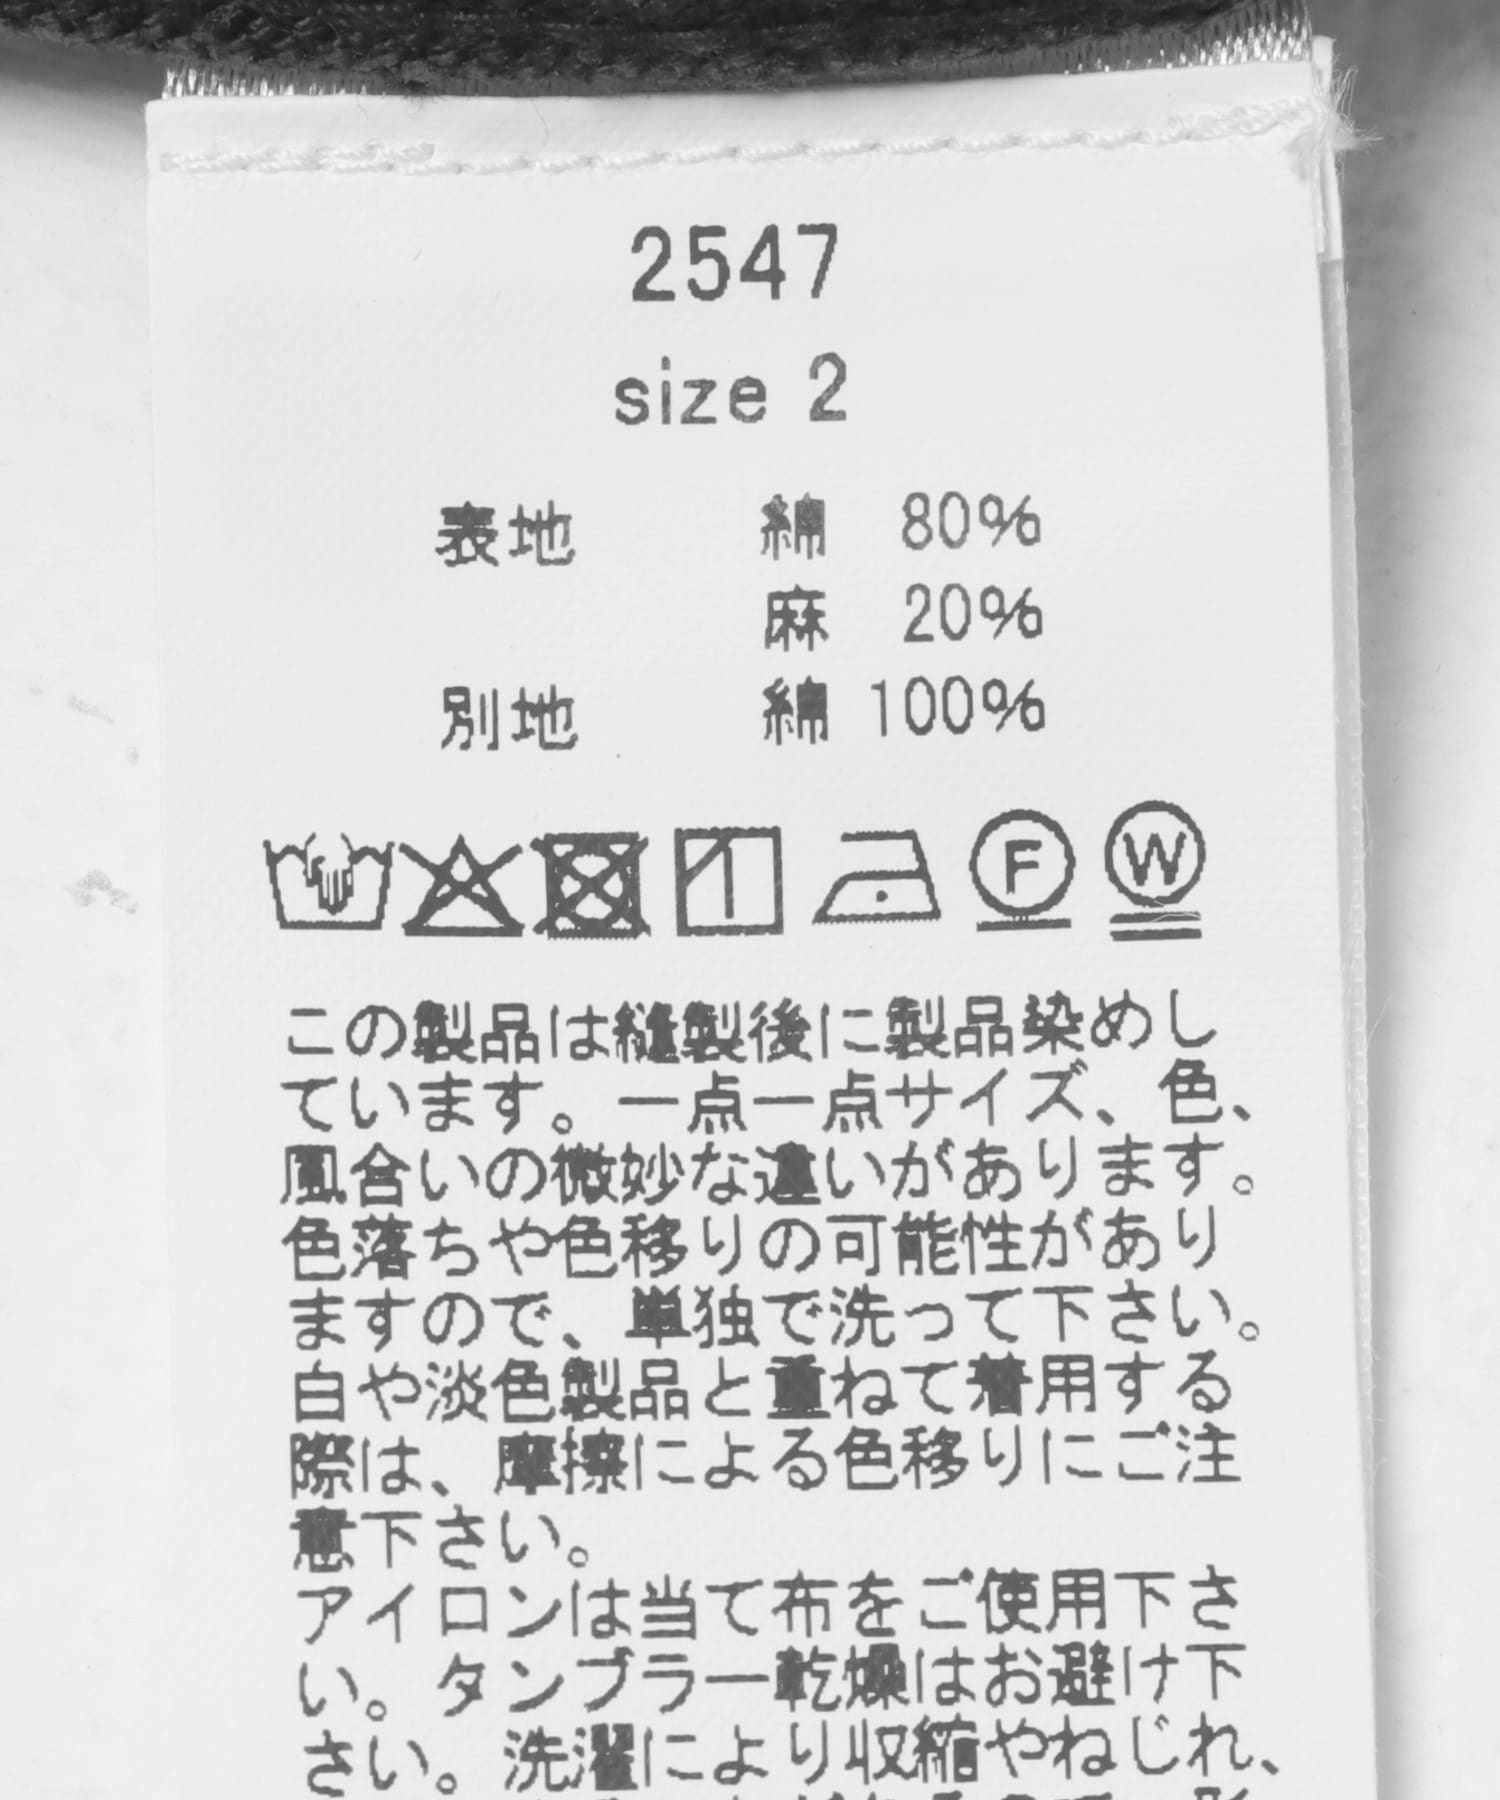 2547
size 2
表地 綿 80%
麻 20%
別地 綿 100%
F W
この製品は縫製後に製品染めし
ています。一点一点サイズ、色、
風合いの微妙な違いがあります。
色落ちや色移りの可能性があり
ますので、単独で洗って下さい。
白や淡色製品と重ねて着用する
際は、摩擦による色移りにご注
意下さい。
アイロンは当て布をご使用下さ
い。タンブラー乾燥はお避け下
さい。洗濯により収縮やねじれ、